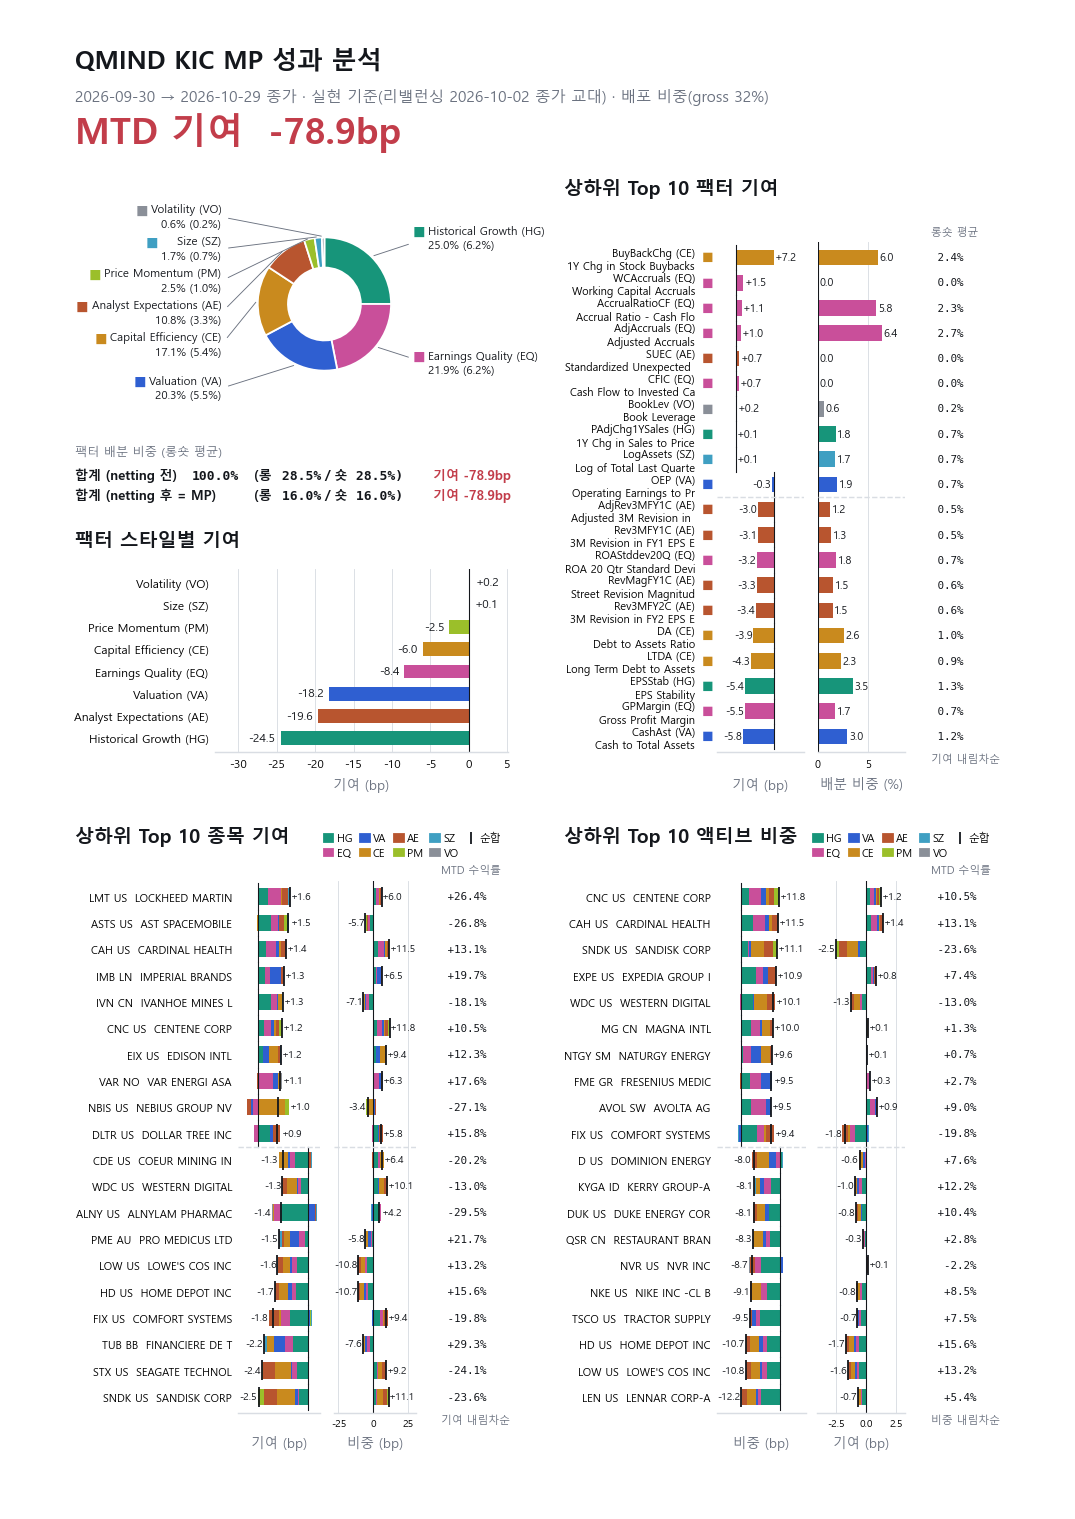 QMIND KIC MP 성과 분석
2026-09-30 → 2026-10-29 종가 · 실현 기준(리밸런싱 2026-10-02 종가 교대) · 배포 비중(gross 32%)
MTD 기여 -78.9bp
Volatility (VO)
0.6% (0.2%)
Size (SZ)
1.7% (0.7%)
Price Momentum (PM)
2.5% (1.0%)
Analyst Expectations (AE)
10.8% (3.3%)
Capital Efficiency (CE)
17.1% (5.4%)
Valuation (VA)
20.3% (5.5%)
Historical Growth (HG)
25.0% (6.2%)
Earnings Quality (EQ)
21.9% (6.2%)
팩터 배분 비중 (롱숏 평균)
합계 (netting 전) 100.0% (롱 28.5% / 숏 28.5%) 기여 -78.9bp
합계 (netting 후 = MP) (롱 16.0% / 숏 16.0%) 기여 -78.9bp
팩터 스타일별 기여
Volatility (VO) +0.2
Size (SZ) +0.1
Price Momentum (PM) -2.5
Capital Efficiency (CE) -6.0
Earnings Quality (EQ) -8.4
Valuation (VA) -18.2
Analyst Expectations (AE) -19.6
Historical Growth (HG) -24.5
-30 -25 -20 -15 -10 -5 0 5
기여 (bp)
상하위 Top 10 팩터 기여
롱숏 평균
BuyBackChg (CE) +7.2 6.0 2.4%
1Y Chg in Stock Buybacks
WCAccruals (EQ) +1.5 0.0 0.0%
Working Capital Accruals
AccrualRatioCF (EQ) +1.1 5.8 2.3%
Accrual Ratio - Cash Flo
AdjAccruals (EQ) +1.0 6.4 2.7%
Adjusted Accruals
SUEC (AE) +0.7 0.0 0.0%
Standardized Unexpected
CFIC (EQ) +0.7 0.0 0.0%
Cash Flow to Invested Ca
BookLev (VO) +0.2 0.6 0.2%
Book Leverage
PAdjChg1YSales (HG) +0.1 1.8 0.7%
1Y Chg in Sales to Price
LogAssets (SZ) +0.1 1.7 0.7%
Log of Total Last Quarte
OEP (VA) -0.3 1.9 0.7%
Operating Earnings to Pr
AdjRev3MFY1C (AE) -3.0 1.2 0.5%
Adjusted 3M Revision in
Rev3MFY1C (AE) -3.1 1.3 0.5%
3M Revision in FY1 EPS E
ROAStddev20Q (EQ) -3.2 1.8 0.7%
ROA 20 Qtr Standard Devi
RevMagFY1C (AE) -3.3 1.5 0.6%
Street Revision Magnitud
Rev3MFY2C (AE) -3.4 1.5 0.6%
3M Revision in FY2 EPS E
DA (CE) -3.9 2.6 1.0%
Debt to Assets Ratio
LTDA (CE) -4.3 2.3 0.9%
Long Term Debt to Assets
EPSStab (HG) -5.4 3.5 1.3%
EPS Stability
GPMargin (EQ) -5.5 1.7 0.7%
Gross Profit Margin
CashAst (VA) -5.8 3.0 1.2%
Cash to Total Assets
기여 내림차순
0 5
기여 (bp) 배분 비중 (%)
상하위 Top 10 종목 기여
HG VA AE SZ 순합
EQ CE PM VO
MTD 수익률
LMT US LOCKHEED MARTIN +1.6 +6.0 +26.4%
ASTS US AST SPACEMOBILE +1.5 -5.7 -26.8%
CAH US CARDINAL HEALTH +1.4 +11.5 +13.1%
IMB LN IMPERIAL BRANDS +1.3 +6.5 +19.7%
IVN CN IVANHOE MINES L +1.3 -7.1 -18.1%
CNC US CENTENE CORP +1.2 +11.8 +10.5%
EIX US EDISON INTL +1.2 +9.4 +12.3%
VAR NO VAR ENERGI ASA +1.1 +6.3 +17.6%
NBIS US NEBIUS GROUP NV +1.0 -3.4 -27.1%
DLTR US DOLLAR TREE INC +0.9 +5.8 +15.8%
CDE US COEUR MINING IN -1.3 +6.4 -20.2%
WDC US WESTERN DIGITAL -1.3 +10.1 -13.0%
ALNY US ALNYLAM PHARMAC -1.4 +4.2 -29.5%
PME AU PRO MEDICUS LTD -1.5 -5.8 +21.7%
LOW US LOWE'S COS INC -1.6 -10.8 +13.2%
HD US HOME DEPOT INC -1.7 -10.7 +15.6%
FIX US COMFORT SYSTEMS -1.8 +9.4 -19.8%
TUB BB FINANCIERE DE T -2.2 -7.6 +29.3%
STX US SEAGATE TECHNOL -2.4 +9.2 -24.1%
SNDK US SANDISK CORP -2.5 +11.1 -23.6%
-25 0 25
기여 내림차순
기여 (bp) 비중 (bp)
상하위 Top 10 액티브 비중
HG VA AE SZ 순합
EQ CE PM VO
MTD 수익률
CNC US CENTENE CORP +11.8 +1.2 +10.5%
CAH US CARDINAL HEALTH +11.5 +1.4 +13.1%
SNDK US SANDISK CORP +11.1 -2.5 -23.6%
EXPE US EXPEDIA GROUP I +10.9 +0.8 +7.4%
WDC US WESTERN DIGITAL +10.1 -1.3 -13.0%
MG CN MAGNA INTL +10.0 +0.1 +1.3%
NTGY SM NATURGY ENERGY +9.6 +0.1 +0.7%
FME GR FRESENIUS MEDIC +9.5 +0.3 +2.7%
AVOL SW AVOLTA AG +9.5 +0.9 +9.0%
FIX US COMFORT SYSTEMS +9.4 -1.8 -19.8%
D US DOMINION ENERGY -8.0 -0.6 +7.6%
KYGA ID KERRY GROUP-A -8.1 -1.0 +12.2%
DUK US DUKE ENERGY COR -8.1 -0.8 +10.4%
QSR CN RESTAURANT BRAN -8.3 -0.3 +2.8%
NVR US NVR INC -8.7 +0.1 -2.2%
NKE US NIKE INC -CL B -9.1 -0.8 +8.5%
TSCO US TRACTOR SUPPLY -9.5 -0.7 +7.5%
HD US HOME DEPOT INC -10.7 -1.7 +15.6%
LOW US LOWE'S COS INC -10.8 -1.6 +13.2%
LEN US LENNAR CORP-A -12.2 -0.7 +5.4%
-2.5 0.0 2.5
비중 내림차순
비중 (bp) 기여 (bp)